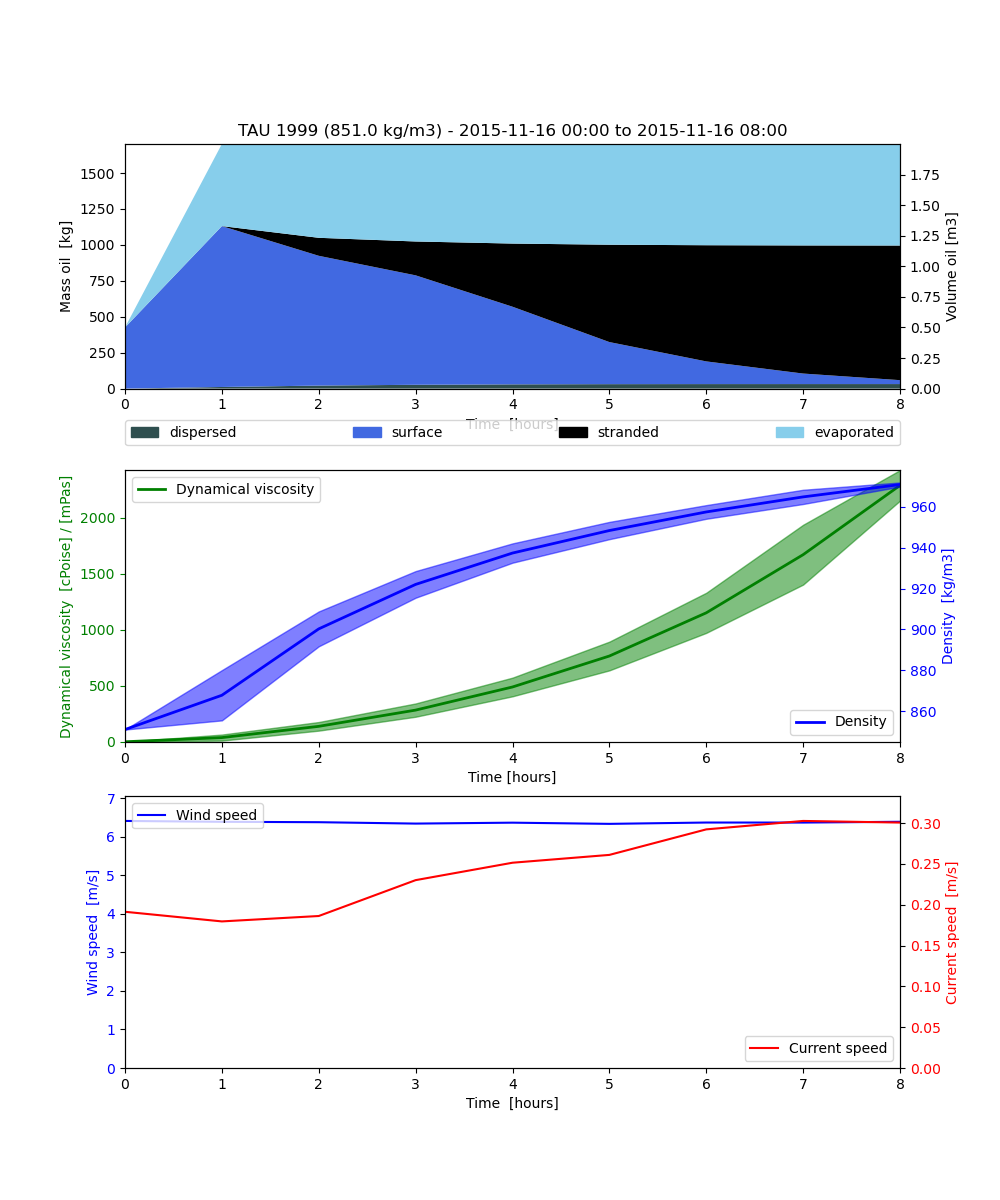 TAU 1999 (851.0 kg/m3) - 2015-11-16 00:00 to 2015-11-16 08:00
Mass oil [kg]
1500
1250
1000
750
500
250
0
Volume oil [m3]
1.75
1.50
1.25
1.00
0.75
0.50
0.25
0.00
0 1 2 3 4 5 6 7 8
Time [hours]
dispersed surface stranded evaporated
Dynamical viscosity [cPoise] / [mPas]
2000
1500
1000
500
0
Dynamical viscosity
Density [kg/m3]
960
940
920
900
880
860
Density
0 1 2 3 4 5 6 7 8
Time [hours]
Wind speed [m/s]
7
6
5
4
3
2
1
0
Wind speed
Current speed [m/s]
0.30
0.25
0.20
0.15
0.10
0.05
0.00
Current speed
0 1 2 3 4 5 6 7 8
Time [hours]